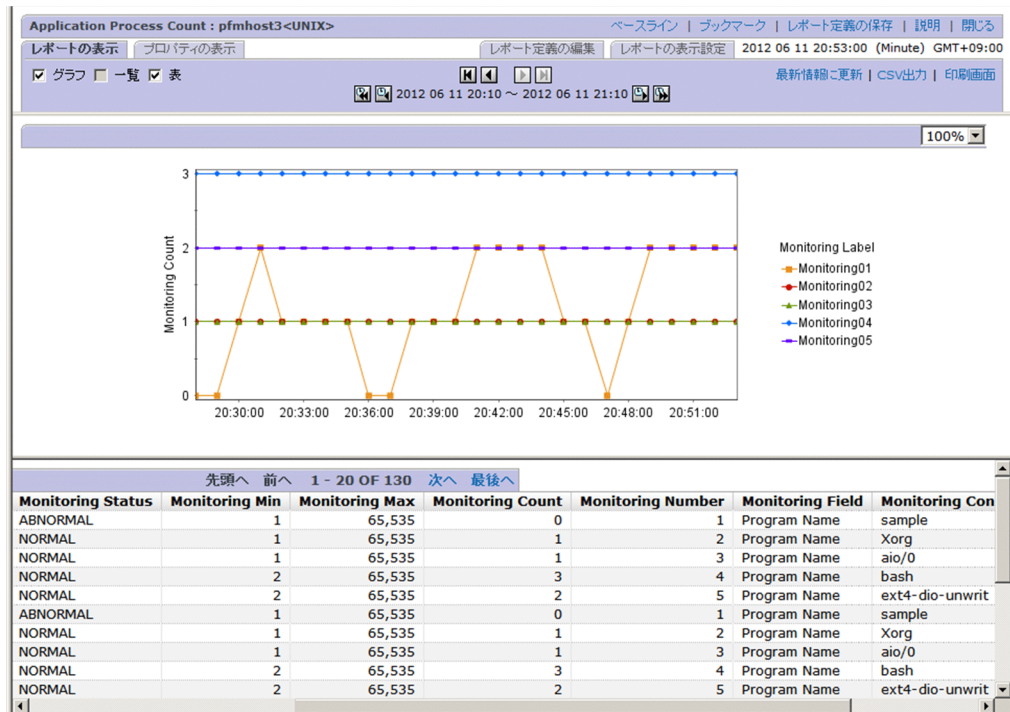 Application Process Count : pfmhost3<UNIX>
ベースライン | ブックマーク | レポート定義の保存 | 説明 | 閉じる
レポートの表示 プロパティの表示 レポート定義の編集 レポートの表示設定 2012 06 11 20:53:00 (Minute) GMT+09:00
グラフ 一覧 表
最新情報に更新 | CSV出力 | 印刷画面
2012 06 11 20:10 ～ 2012 06 11 21:10
100%
Monitoring Count
3
2
1
0
20:30:00 20:33:00 20:36:00 20:39:00 20:42:00 20:45:00 20:48:00 20:51:00
Monitoring Label
Monitoring01
Monitoring02
Monitoring03
Monitoring04
Monitoring05
先頭へ 前へ 1 - 20 OF 130 次へ 最後へ
Monitoring Status Monitoring Min Monitoring Max Monitoring Count Monitoring Number Monitoring Field Monitoring Con
ABNORMAL 1 65,535 0 1 Program Name sample
NORMAL 1 65,535 1 2 Program Name Xorg
NORMAL 1 65,535 1 3 Program Name aio/0
NORMAL 2 65,535 3 4 Program Name bash
NORMAL 2 65,535 2 5 Program Name ext4-dio-unwrit
ABNORMAL 1 65,535 0 1 Program Name sample
NORMAL 1 65,535 1 2 Program Name Xorg
NORMAL 1 65,535 1 3 Program Name aio/0
NORMAL 2 65,535 3 4 Program Name bash
NORMAL 2 65,535 2 5 Program Name ext4-dio-unwrit